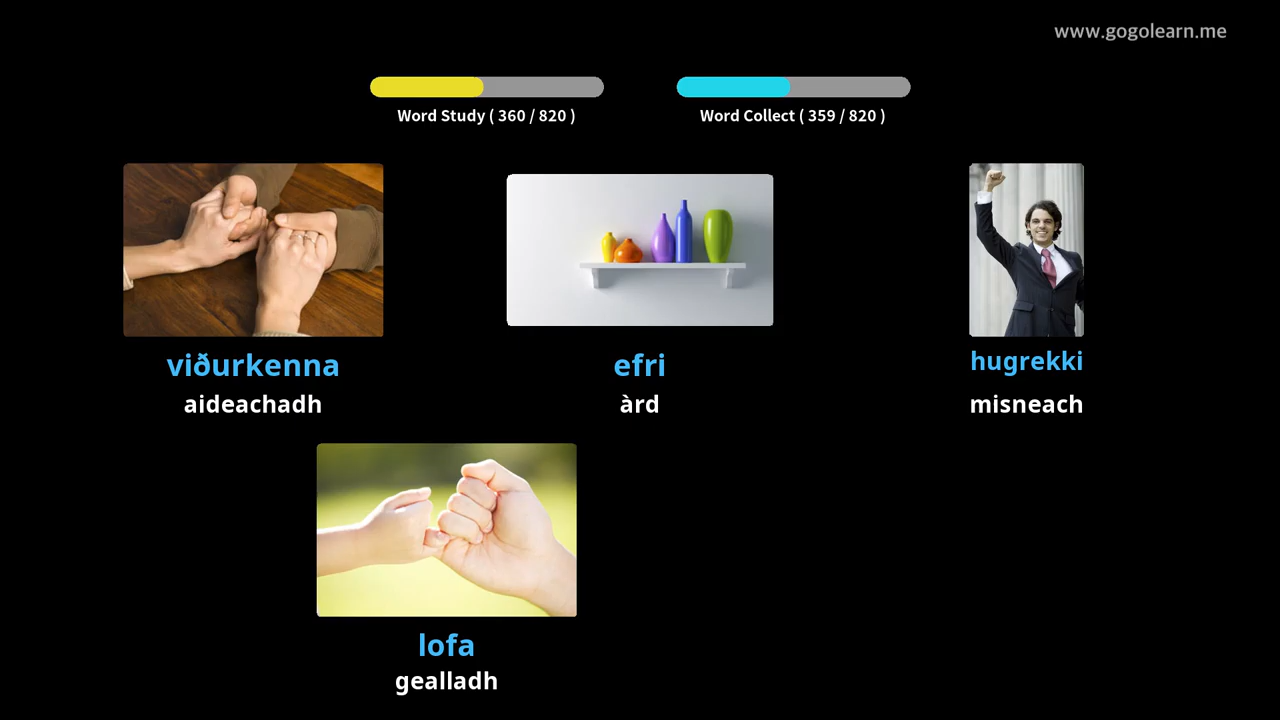 www.gogolearn.me
Word Study ( 360 / 820 )
Word Collect ( 359 / 820 )
viðurkenna
aideachadh
efri
àrd
hugrekki
misneach
lofa
gealladh